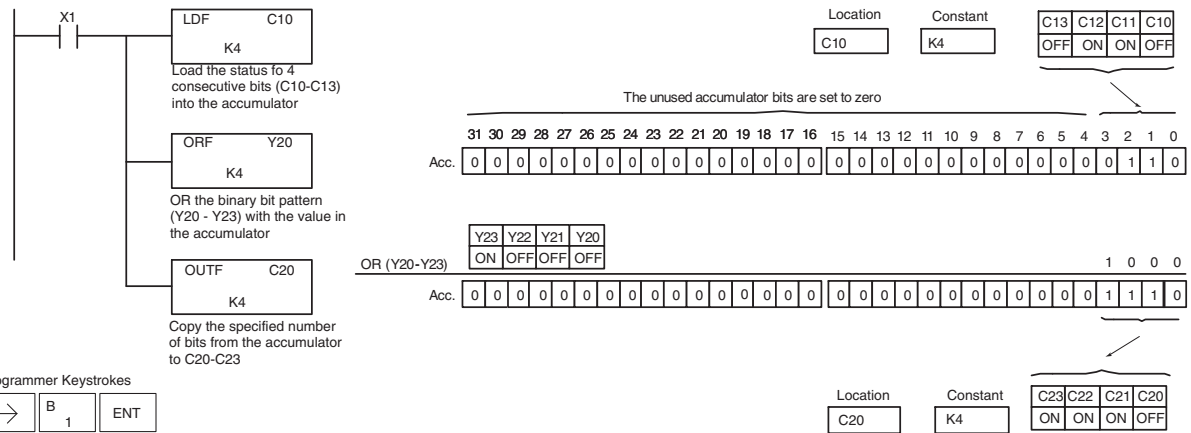 X1
LDF C10
K4
Load the status fo 4
consecutive bits (C10-C13)
into the accumulator
ORF Y20
K4
OR the binary bit pattern
(Y20 - Y23) with the value in
the accumulator
OUTF C20
K4
Copy the specified number
of bits from the accumulator
to C20-C23
Location Constant
C10 K4
C13 C12 C11 C10
OFF ON ON OFF
The unused accumulator bits are set to zero
31 30 29 28 27 26 25 24 23 22 21 20 19 18 17 16 15 14 13 12 11 10 9 8 7 6 5 4 3 2 1 0
Acc. 0 0 0 0 0 0 0 0 0 0 0 0 0 0 0 0 0 0 0 0 0 0 0 0 0 0 0 0 0 1 1 0
Y23 Y22 Y21 Y20
ON OFF OFF OFF
OR (Y20-Y23) 1 0 0 0
Acc. 0 0 0 0 0 0 0 0 0 0 0 0 0 0 0 0 0 0 0 0 0 0 0 0 0 0 0 0 1 1 1 0
Location Constant
C20 K4
C23 C22 C21 C20
ON ON ON OFF
Keystrokes
B 1 ENT